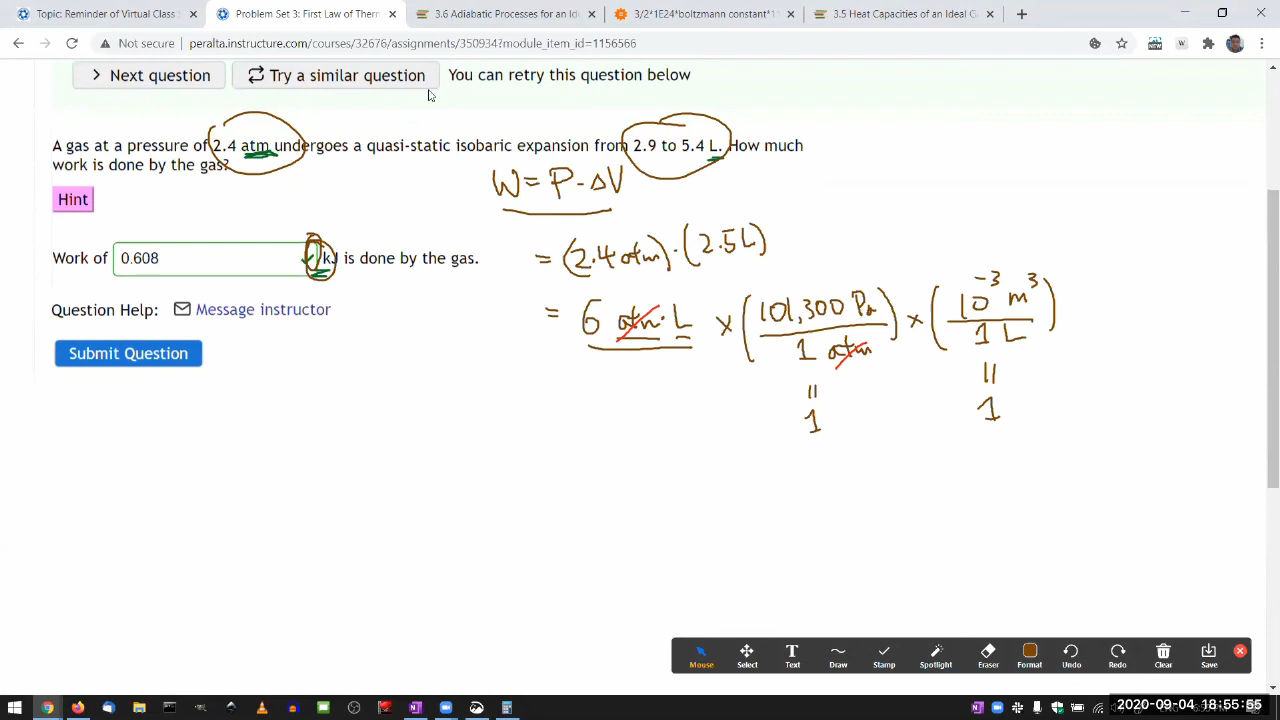 Topic: Reminder of Virtual Class S
Problem Set 3: First Law of Therm
3.6 Adiabatic Processes for an Ide
3/2*1E24*boltzmann constant*1
3.5 Heat Capacities of an Ideal G
Not secure | peralta.instructure.com/courses/32676/assignments/350934?module_item_id=1156566
Next question
Try a similar question
You can retry this question below
A gas at a pressure of 2.4 atm undergoes a quasi-static isobaric expansion from 2.9 to 5.4 L. How much
work is done by the gas?
W = P - ΔV
Hint
= (2.4 atm) · (2.5 L)
Work of 0.608 kJ is done by the gas.
= 6 atm · L × (101,300 Pa / 1 atm) × (10⁻³ m³ / 1 L)
Question Help: Message instructor
Submit Question
= =
1 1
Mouse Select Text Draw Stamp Spotlight Eraser Format Undo Redo Clear Save
2020-09-04 18:55:55